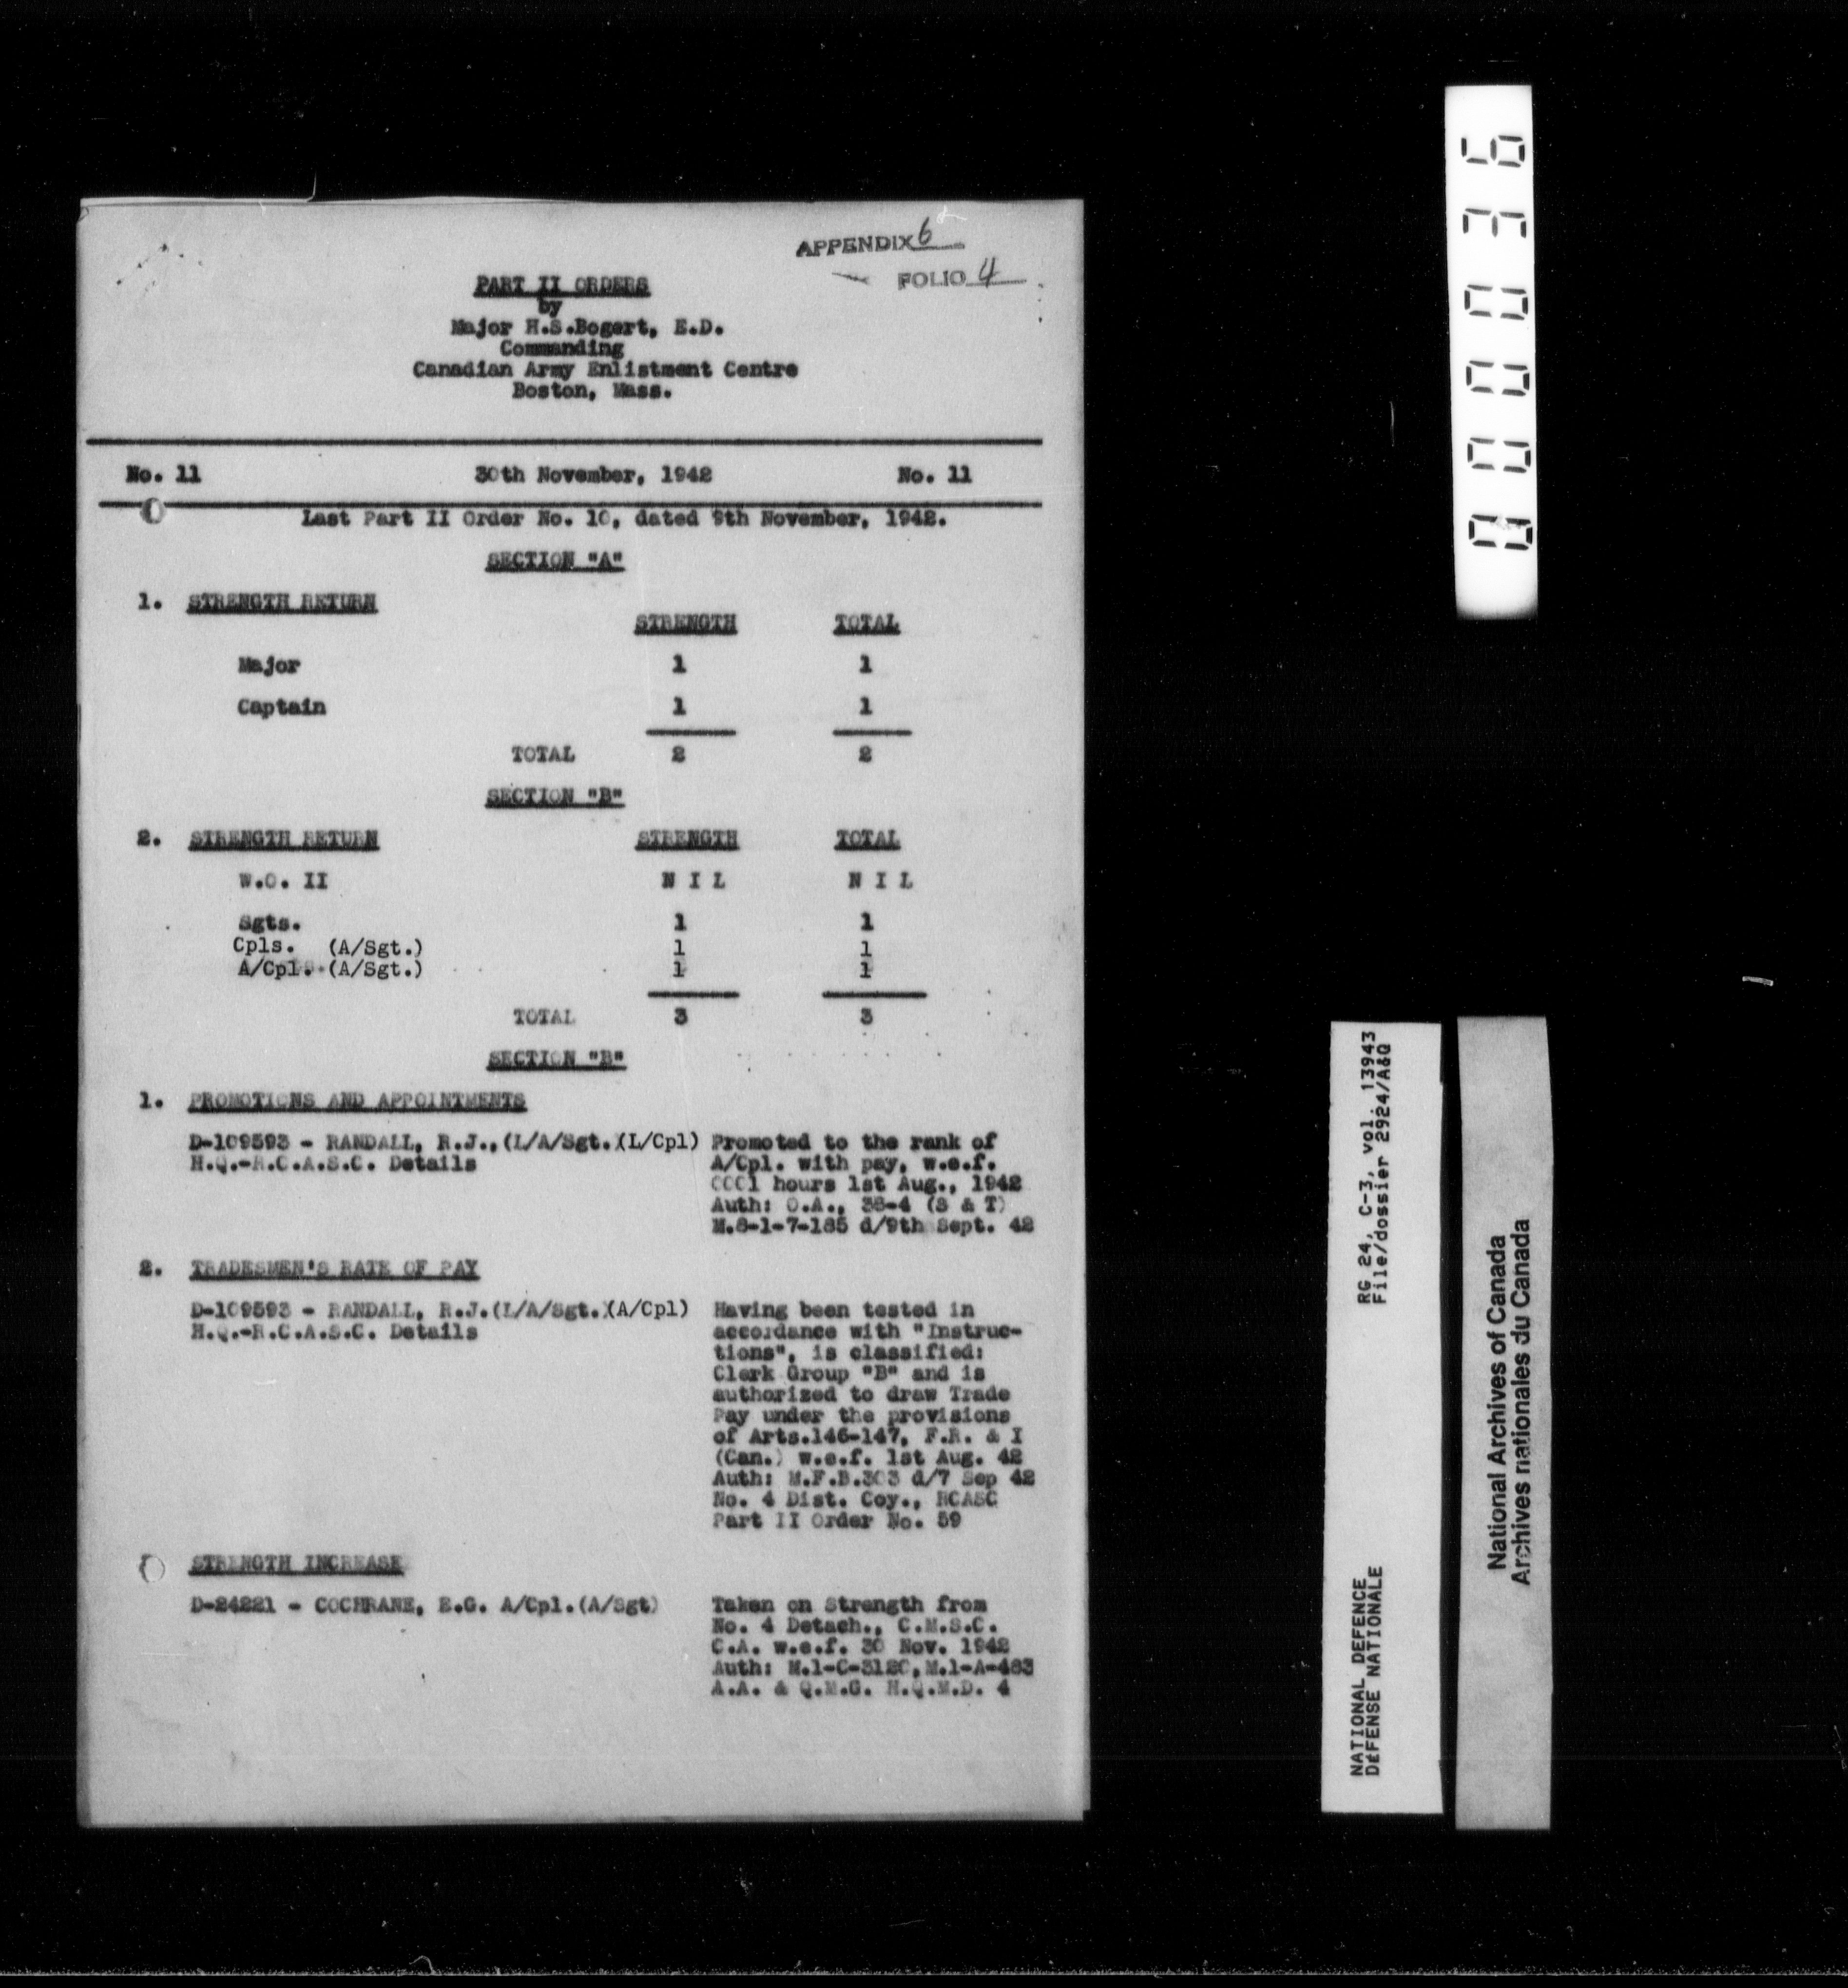 APPENDIX 6
FOLIO 4
PART II ORDERS
by
Major H.S.Bogert, E.D.
Commanding
Canadian Army Enlistment Centre
Boston, Mass.
No. 11 30th November, 1942 No. 11
Last Part II Order No. 10, dated 9th November, 1942.
SECTION "A"
1. STRENGTH RETURN
STRENGTH TOTAL
Major 1 1
Captain 1 1
TOTAL 2 2
SECTION "B"
2. STRENGTH RETURN STRENGTH TOTAL
W.O. II N I L N I L
Sgts. 1 1
Cpls. (A/Sgt.) 1 1
A/Cpl. (A/Sgt.) 1 1
TOTAL 3 3
SECTION "B"
1. PROMOTIONS AND APPOINTMENTS
D-109593 - RANDALL, R.J.,(L/A/Sgt.)(L/Cpl) Promoted to the rank of
H.Q.-R.C.A.S.C. Details A/Cpl. with pay, w.e.f.
0001 hours 1st Aug., 1942
Auth: O.A., 38-4 (S & T)
M.8-1-7-185 d/9th Sept. 42
2. TRADESMEN'S RATE OF PAY
D-109593 - RANDALL, R.J.(L/A/Sgt.)(A/Cpl) Having been tested in
H.Q.-R.C.A.S.C. Details accordance with "Instruc-
tions", is classified:
Clerk Group "B" and is
authorized to draw Trade
Pay under the provisions
of Arts.146-147, F.R. & I
(Can.) w.e.f. 1st Aug. 42
Auth: M.F.B.303 d/7 Sep 42
No. 4 Dist. Coy., RCASC
Part II Order No. 59
STRENGTH INCREASE
D-24221 - COCHRANE, E.G. A/Cpl.(A/Sgt) Taken on Strength from
No. 4 Detach., C.M.S.C.
C.A. w.e.f. 30 Nov. 1942
Auth: M.1-C-3120,M.1-A-483
A.A. & Q.M.G. H.Q.M.D. 4
000036
RG 24, C-3, vol. 13943
File/dossier 2924/A&Q
NATIONAL DEFENCE
DÉFENSE NATIONALE
National Archives of Canada
Archives nationales du Canada